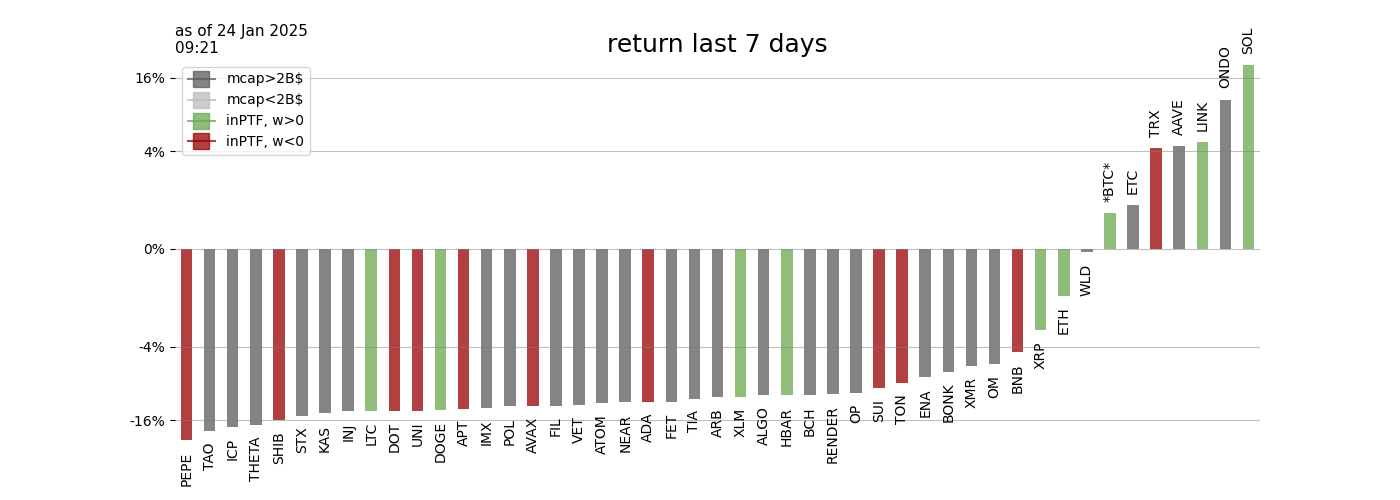 as of 24 Jan 2025
09:21
return last 7 days
mcap>2B$
mcap<2B$
inPTF, w>0
inPTF, w<0
16%
4%
0%
-4%
-16%
PEPE
TAO
ICP
THETA
SHIB
STX
KAS
INJ
LTC
DOT
UNI
DOGE
APT
IMX
POL
AVAX
FIL
VET
ATOM
NEAR
ADA
FET
TIA
ARB
XLM
ALGO
HBAR
BCH
RENDER
OP
SUI
TON
ENA
BONK
XMR
OM
BNB
XRP
ETH
WLD
*BTC*
ETC
TRX
AAVE
LINK
ONDO
SOL